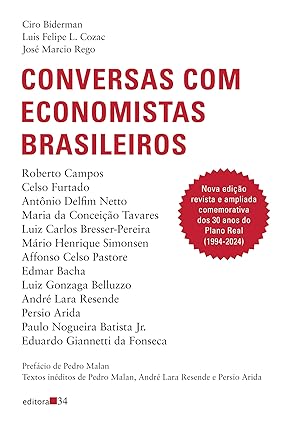 Ciro Biderman
Luis Felipe L. Cozac
José Marcio Rego
CONVERSAS COM
ECONOMISTAS
BRASILEIROS
Roberto Campos
Celso Furtado
Antônio Delfim Netto
Maria da Conceição Tavares
Luiz Carlos Bresser-Pereira
Mário Henrique Simonsen
Affonso Celso Pastore
Edmar Bacha
Luiz Gonzaga Belluzzo
André Lara Resende
Persio Arida
Paulo Nogueira Batista Jr.
Eduardo Giannetti da Fonseca
Nova edição
revista e ampliada
comemorativa
dos 30 anos do
Plano Real
(1994-2024)
Prefácio de Pedro Malan
Textos inéditos de Pedro Malan, André Lara Resende e Persio Arida
editora 34